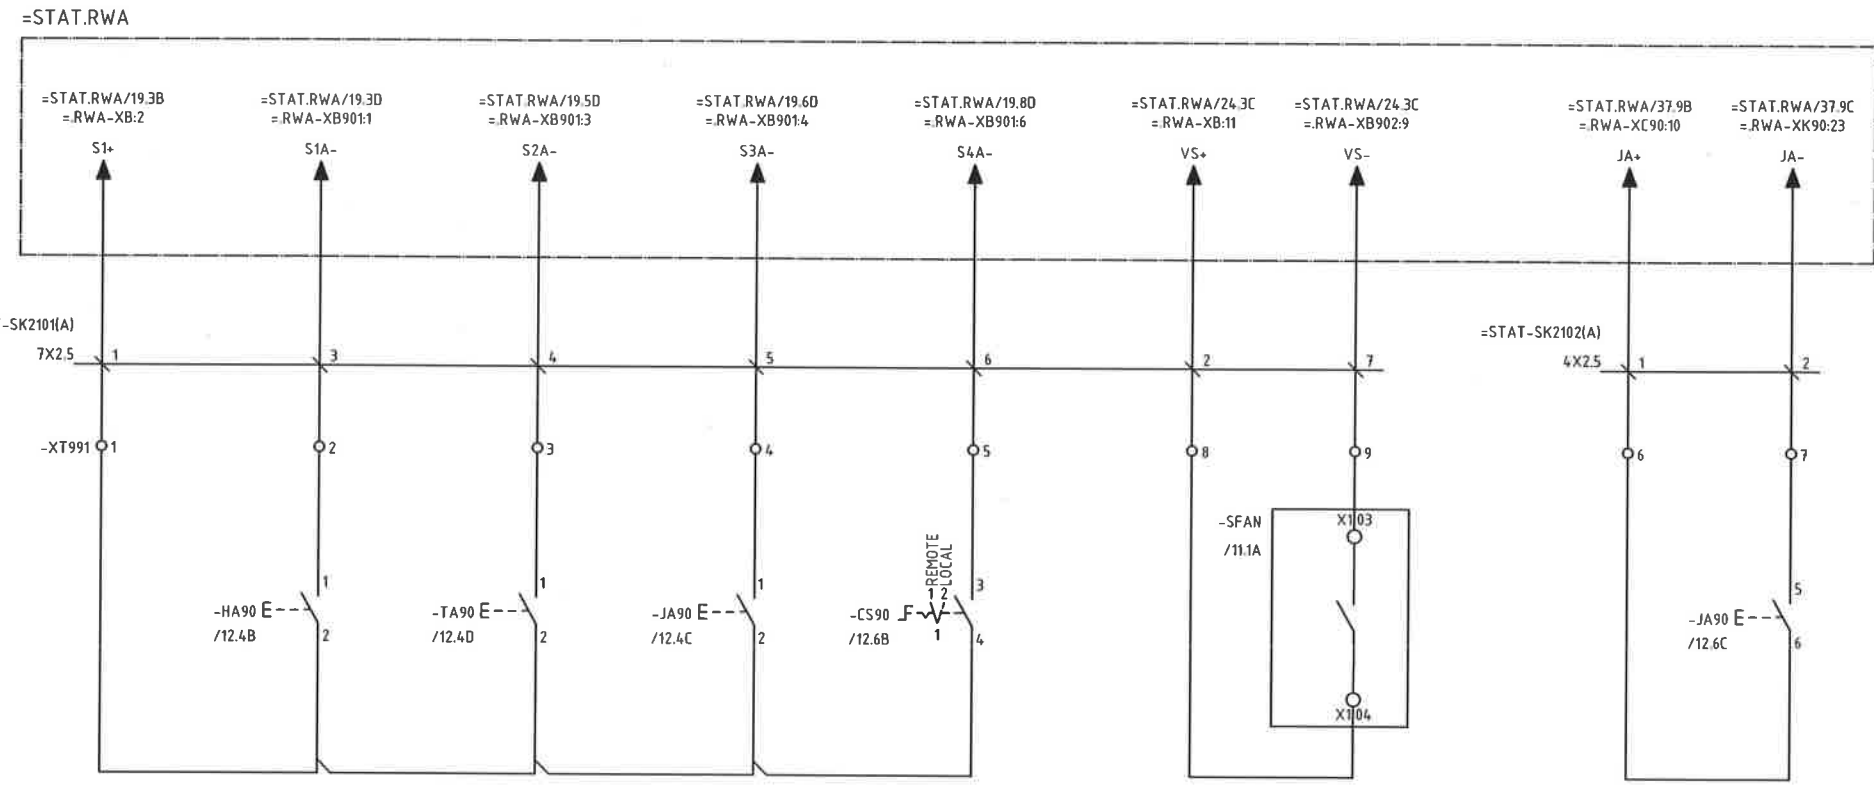 =STAT.RWA
=STAT.RWA/19.3B
=.RWA-XB:2
S1+
=STAT.RWA/19.3D
=.RWA-XB901:1
S1A-
=STAT.RWA/19.5D
=.RWA-XB901:3
S2A-
=STAT.RWA/19.6D
=.RWA-XB901:4
S3A-
=STAT.RWA/19.8D
=.RWA-XB901:6
S4A-
=STAT.RWA/24.3C
=.RWA-XB:11
VS+
=STAT.RWA/24.3C
=.RWA-XB902:9
VS-
=STAT.RWA/37.9B
=.RWA-XC90:10
JA+
=STAT.RWA/37.9C
=.RWA-XK90:23
JA-
-SK2101(A)
7X2.5 1 3 4 5 6 2 7
=STAT-SK2102(A)
4X2.5 1 2
-XT991 1 2 3 4 5 8 9 6 7
1
-HA90
/12.4B
2
1
-TA90
/12.4D
2
1
-JA90
/12.4C
2
1 REMOTE
2 LOCAL
3
-CS90
/12.6B
1
4
-SFAN
/11.1A
X1:03
X1:04
5
-JA90
/12.6C
6